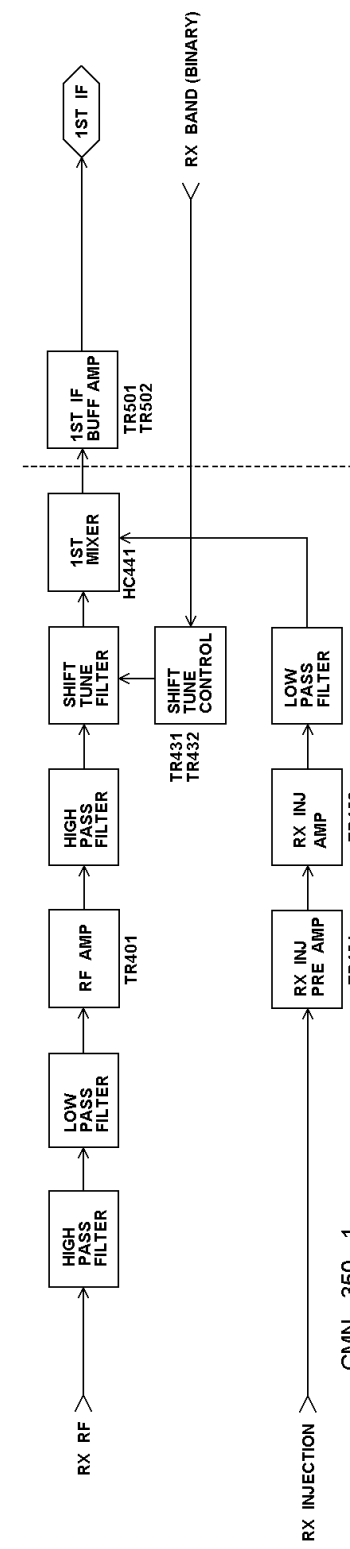 RX RF
HIGH
PASS
FILTER
LOW
PASS
FILTER
RF AMP
TR401
HIGH
PASS
FILTER
SHIFT
TUNE
FILTER
1ST
MIXER
HC441
1ST IF
BUFF AMP
TR501
TR502
1ST IF
SHIFT
TUNE
CONTROL
TR431
TR432
RX BAND (BINARY)
RX INJECTION
RX INJ
PRE AMP
RX INJ
AMP
LOW
PASS
FILTER